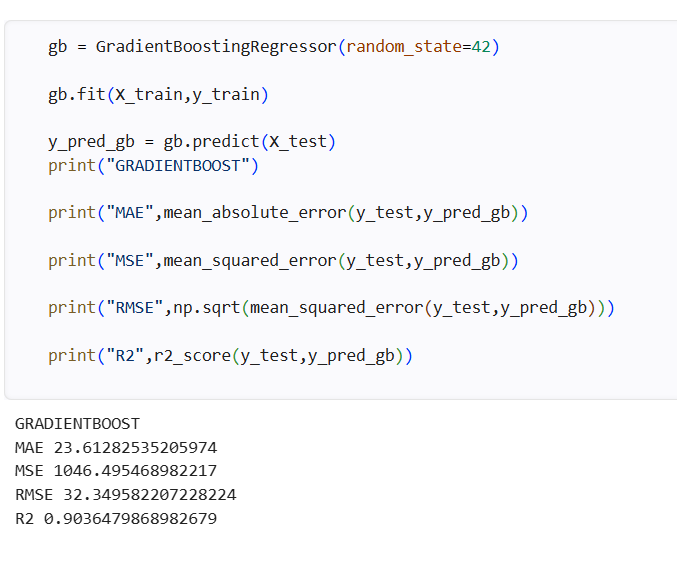 gb = GradientBoostingRegressor(random_state=42)
gb.fit(X_train,y_train)
y_pred_gb = gb.predict(X_test)
print("GRADIENTBOOST")
print("MAE",mean_absolute_error(y_test,y_pred_gb))
print("MSE",mean_squared_error(y_test,y_pred_gb))
print("RMSE",np.sqrt(mean_squared_error(y_test,y_pred_gb)))
print("R2",r2_score(y_test,y_pred_gb))
GRADIENTBOOST
MAE 23.61282535205974
MSE 1046.495468982217
RMSE 32.349582207228224
R2 0.9036479868982679